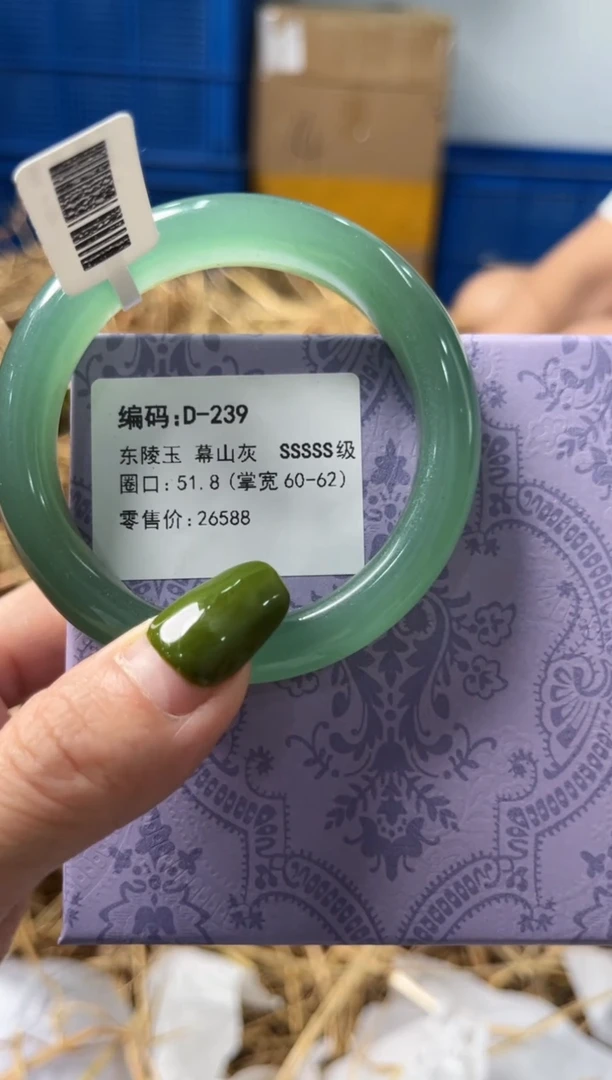 编码:D-239
东陵玉 幕山灰 SSSSS级
圈口:51.8(掌宽60-62)
零售价:26588